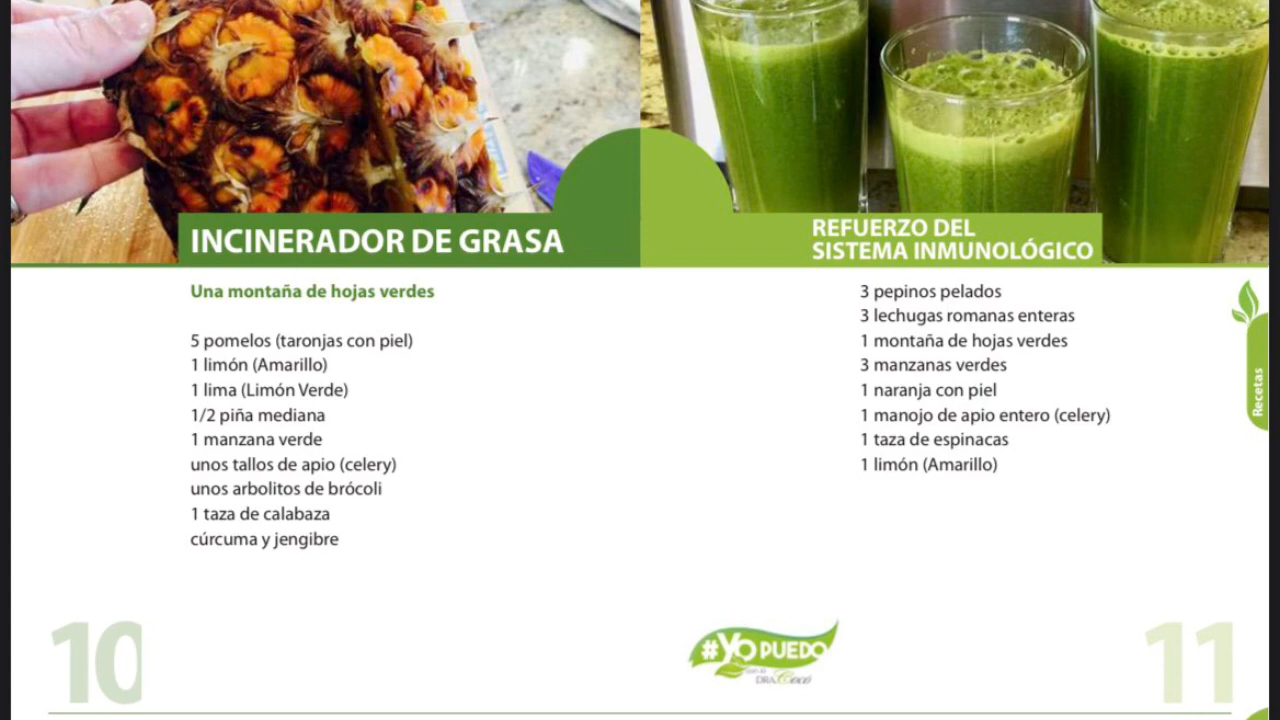 INCINERADOR DE GRASA
Una montaña de hojas verdes
5 pomelos (taronjas con piel)
1 limón (Amarillo)
1 lima (Limón Verde)
1/2 piña mediana
1 manzana verde
unos tallos de apio (celery)
unos arbolitos de brócoli
1 taza de calabaza
cúrcuma y jengibre
10
REFUERZO DEL
SISTEMA INMUNOLÓGICO
3 pepinos pelados
3 lechugas romanas enteras
1 montaña de hojas verdes
3 manzanas verdes
1 naranja con piel
1 manojo de apio entero (celery)
1 taza de espinacas
1 limón (Amarillo)
Recetas
#Yo PUEDO
DRA. Cocó
11